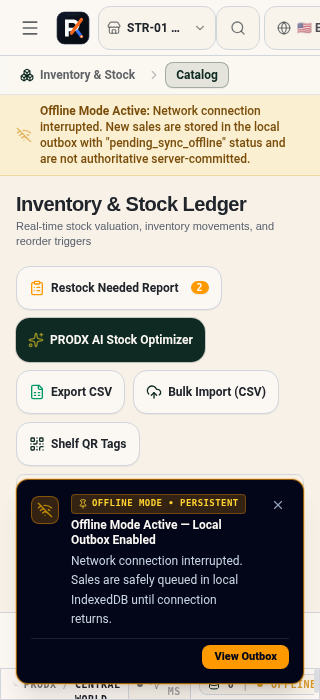 STR-01 ...
Inventory & Stock
Catalog
Offline Mode Active: Network connection
interrupted. New sales are stored in the local
outbox with "pending_sync_offline" status and
are not authoritative server-committed.
Inventory & Stock Ledger
Real-time stock valuation, inventory movements, and
reorder triggers
Restock Needed Report 2
PRODX AI Stock Optimizer
Export CSV
Bulk Import (CSV)
Shelf QR Tags
OFFLINE MODE • PERSISTENT
Offline Mode Active — Local
Outbox Enabled
Network connection interrupted.
Sales are safely queued in local
IndexedDB until connection
returns.
View Outbox